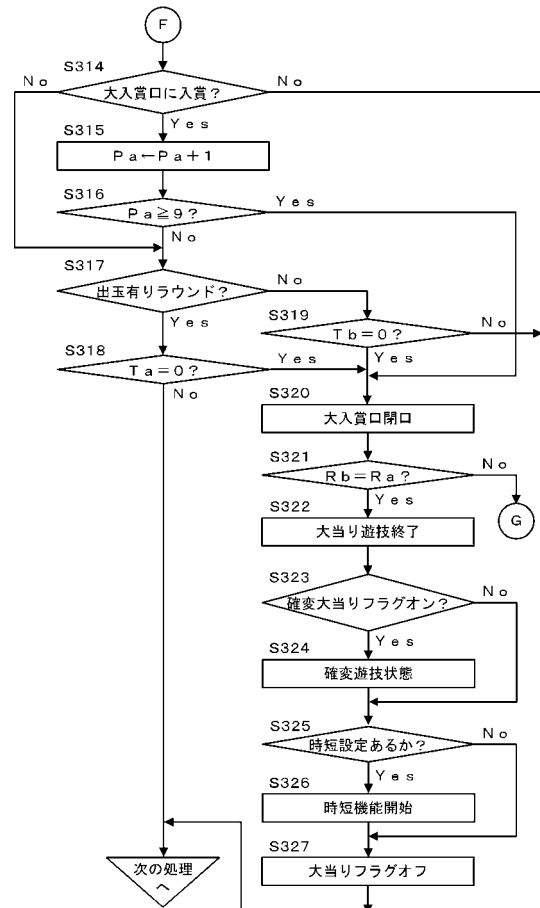 F
S314
No
大入賞口に入賞?
No
Yes
S315
Pa←Pa+1
S316
Pa≧9?
Yes
No
S317
出玉有りラウンド?
No
Yes
S319
Tb=0?
No
Yes
S318
Ta=0?
Yes
No
S320
大入賞口閉口
S321
Rb=Ra?
No
Yes
G
S322
大当り遊技終了
S323
確変大当りフラグオン?
No
Yes
S324
確変遊技状態
S325
時短設定あるか?
No
Yes
S326
時短機能開始
S327
大当りフラグオフ
次の処理
へ